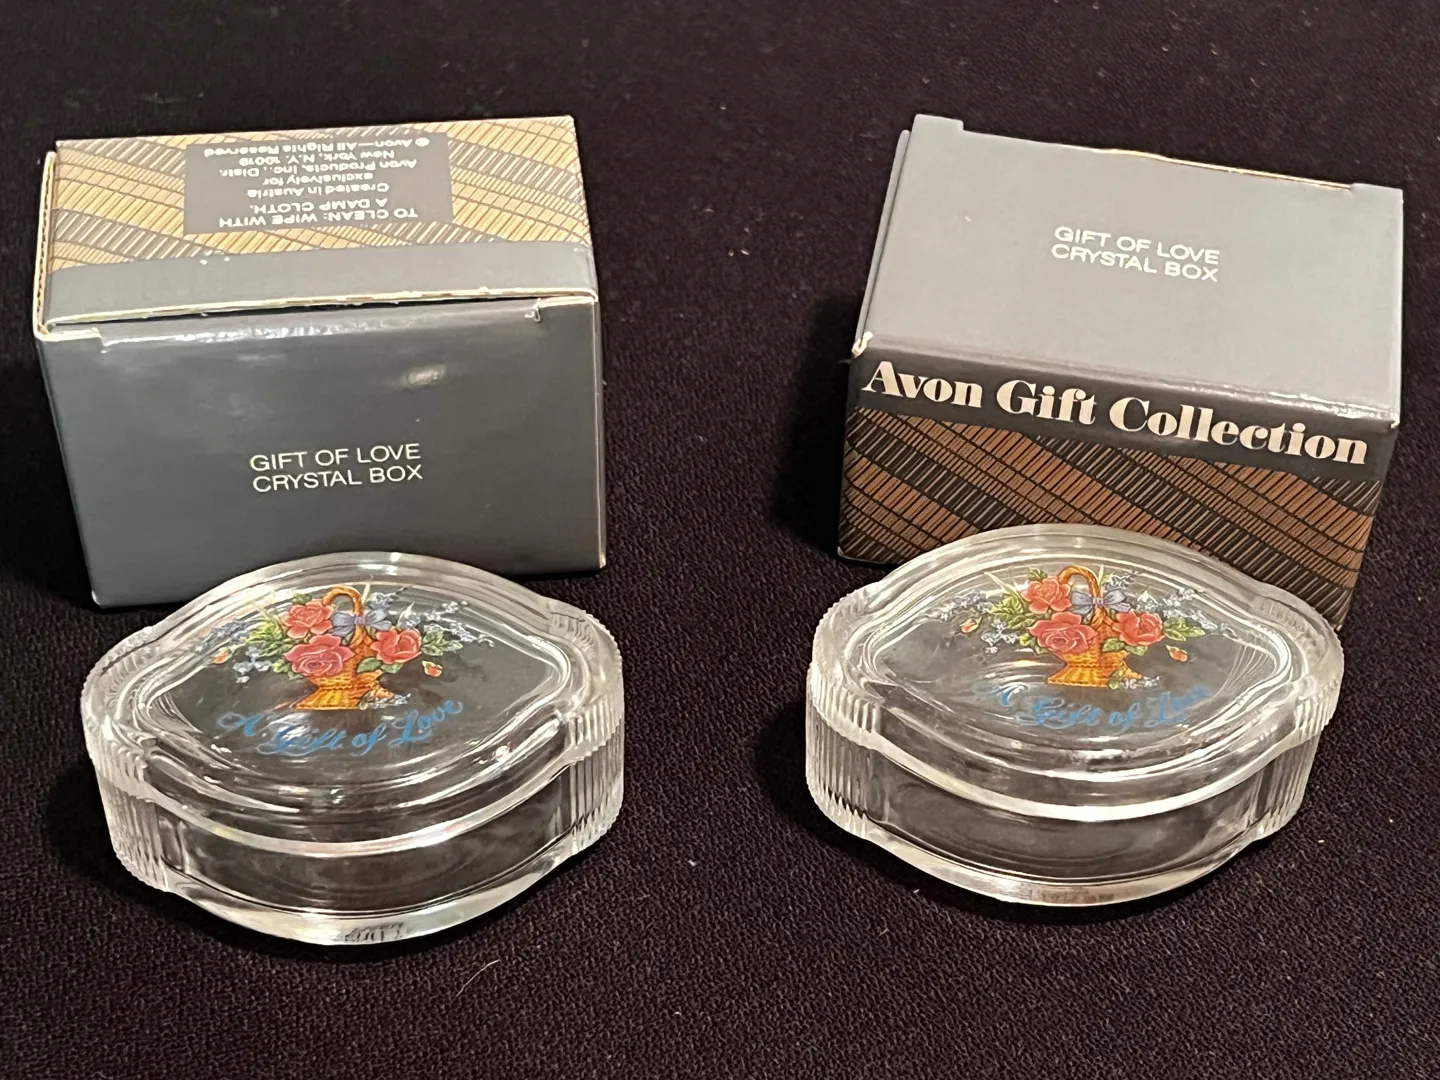 TO CLEAN: WIPE WITH
A DAMP CLOTH.
Created in Austria
exclusively for
Avon Products, Inc., Distr.
New York, N.Y. 10019
© Avon—All Rights Reserved
GIFT OF LOVE
CRYSTAL BOX
GIFT OF LOVE
CRYSTAL BOX
Avon Gift Collection
A Gift of Love
A Gift of Love